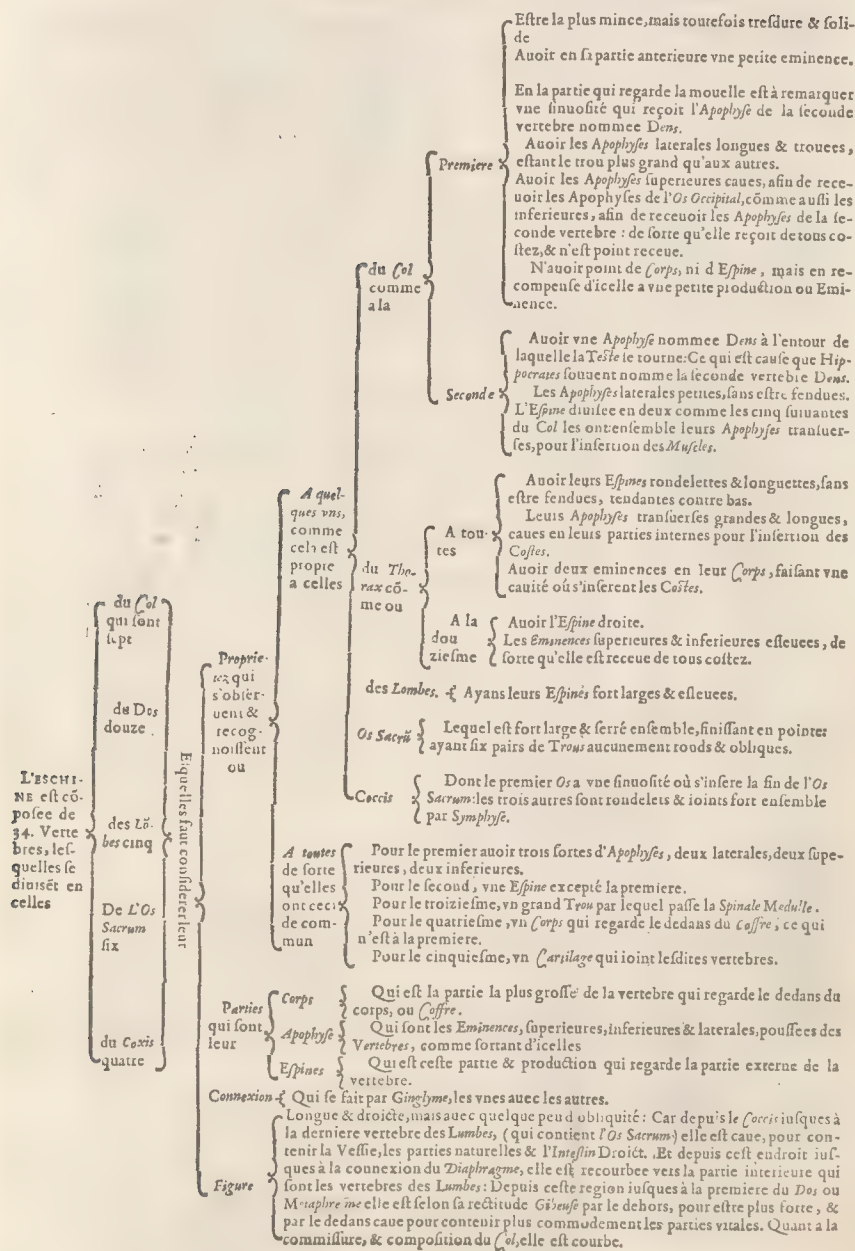 L'ESCHI-
NE est cō-
posee de
34. Verte
bres, les-
quelles se
diuisēt en
celles
du Col
qui sont
sept
du Dos
douze
des Lō-
bes cinq
De L'Os
Sacrum
six
du Coxis
quatre
Esquelles faut considerer leur
Proprie-
tez qui
s'obser-
uent &
recog-
noissent
ou
A quel-
ques vns,
comme
cela est
propre
a celles
du Col
comme
a la
Premiere
Estre la plus mince, mais toutefois tresdure & soli-
de
Auoir en sa partie anterieure vne petite eminence.
En la partie qui regarde la mouelle est à remarquer
vne sinuosité qui reçoit l'Apophyse de la seconde
vertebre nommee Dens.
Auoir les Apophyses laterales longues & trouees,
estant le trou plus grand qu'aux autres.
Auoir les Apophyses superieures caues, afin de rece-
uoir les Apophyses de l'Os Occipital, cōmme aussi les
inferieures, afin de receuoir les Apophyses de la se-
conde vertebre : de sorte qu'elle reçoit de tous co-
stez, & n'est point receue.
N'auoir point de Corps, ni d Espine, mais en re-
compense d'icelle a vne petite production ou Emi-
nence.
Seconde
Auoir vne Apophyse nommee Dens à l'entour de
laquelle la Teste se tourne: Ce qui est cause que Hip-
pocrates souuent nomme la seconde vertebre Dens.
Les Apophyses laterales petites, sans estre fendues.
L'Espine diuisee en deux comme les cinq suiuantes
du Col les ont: ensemble leurs Apophyses transuer-
ses, pour l'insertion des Muscles.
du Tho-
rax cō-
me ou
A tou-
tes
Auoir leurs Espines rondelettes & longuettes, sans
estre fendues, tendantes contre bas.
Leurs Apophyses transuerses grandes & longues,
caues en leurs parties internes pour l'insertion des
Costes.
Auoir deux eminences en leur Corps, faisant vne
cauité où s'inserent les Costes.
A la
dou
ziesme
Auoir l'Espine droite.
Les Eminences superieures & inferieures esleuees, de
sorte qu'elle est receue de tous costez.
des Lombes. Ayans leurs Espines fort larges & esleuees.
Os Sacrū
Lequel est fort large & serré ensemble, finissant en pointe:
ayant six pairs de Trous aucunement ronds & obliques.
Coccis
Dont le premier Os a vne sinuosité où s'insere la fin de l'Os
Sacrum: les trois autres sont rondelets & ioints fort ensemble
par Symphyse.
A toutes
de sorte
qu'elles
ont ceci
de com-
mun
Pour le premier auoir trois sortes d'Apophyses, deux laterales, deux supe-
rieures, deux inferieures.
Pour le second, vne Espine excepté la premiere.
Pour le troiziesme, vn grand Trou par lequel passe la Spinale Medulle.
Pour le quatriesme, vn Corps qui regarde le dedans du Coffre, ce qui
n'est à la premiere.
Pour le cinquiesme, vn Cartilage qui ioint lesdites vertebres.
Parties
qui sont
leur
Corps
Qui est la partie la plus grosse de la vertebre qui regarde le dedans du
corps, ou Coffre.
Apophyse
Qui sont les Eminences, superieures, inferieures & laterales, poussees des
Vertebres, comme sortant d'icelles
Espines
Qui est ceste partie & production qui regarde la partie externe de la
vertebre.
Connexion Qui se fait par Ginglyme, les vnes auec les autres.
Figure
Longue & droicte, mais auec quelque peu d obliquité : Car depuis le Coccis iusques à
la derniere vertebre des Lumbes, (qui contient l'Os Sacrum) elle est caue, pour con-
tenir la Vessie, les parties naturelles & l'Intestin Droict. Et depuis cest endroit ius-
ques à la connexion du Diaphragme, elle est recourbee vers la partie interieure qui
sont les vertebres des Lumbes: Depuis ceste region iusques à la premiere du Dos ou
Metaphrene elle est selon sa rectitude Gibeuse par le dehors, pour estre plus forte, &
par le dedans caue pour contenir plus commodement les parties vitales. Quant a la
commissure, & composition du Col, elle est courbe.